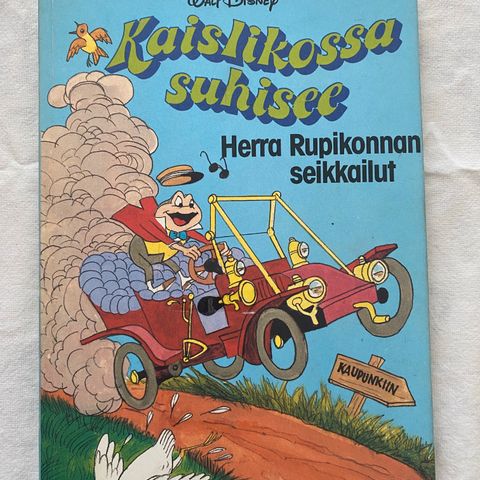 WALT DISNEY
Kaislikossa
suhisee
Herra Rupikonnan
seikkailut
KAUPUNKIIN